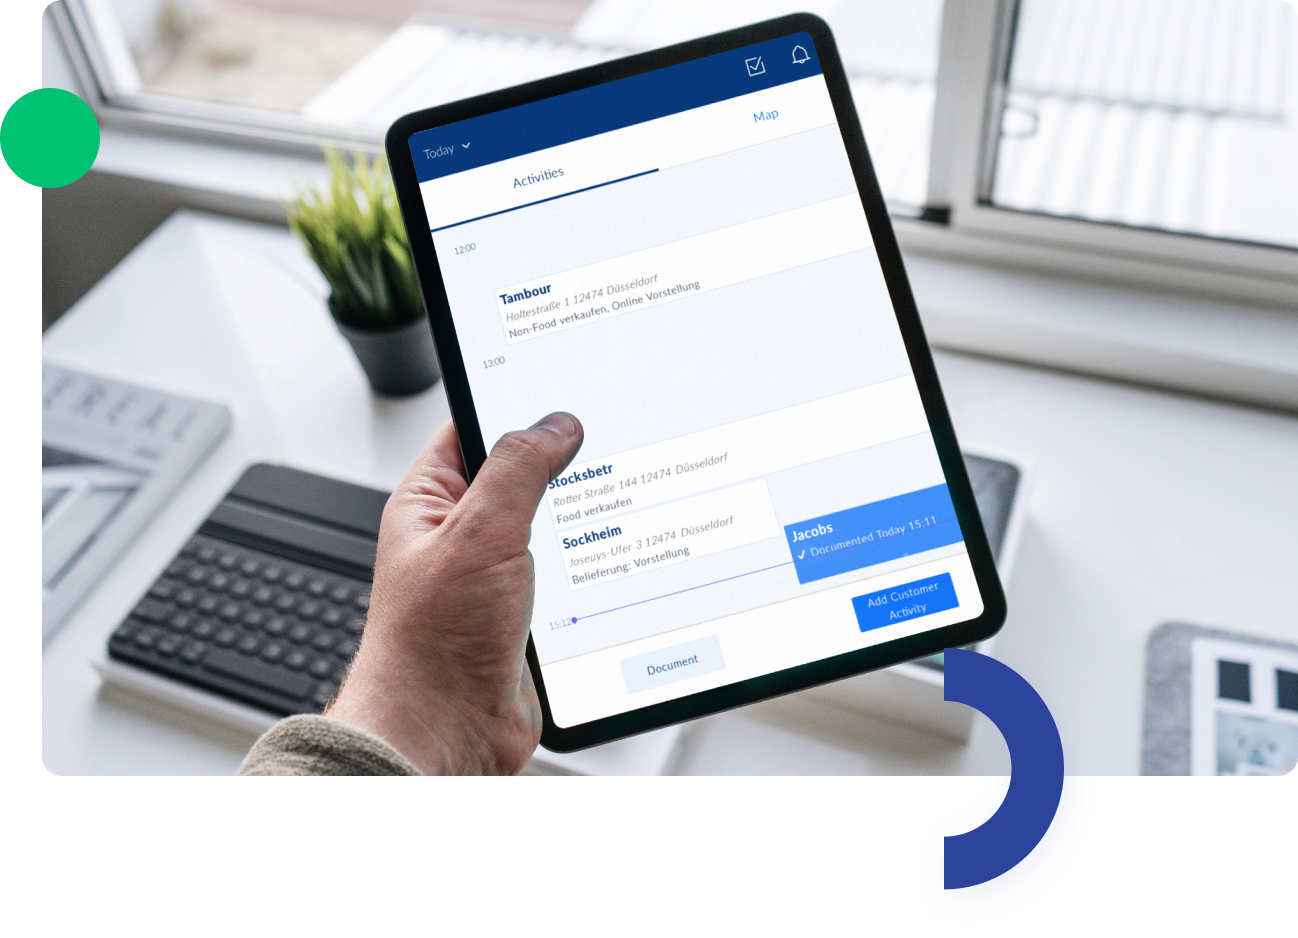 Today
Activities
Map
12:00
Tambour
Holtestraße 1 12474 Düsseldorf
Non-Food verkaufen, Online Vorstellung
13:00
Stocksbetr
Rotter Straße 144 12474 Düsseldorf
Food verkaufen
Sockheim
Joseuys-Ufer 3 12474 Düsseldorf
Belieferung: Vorstellung
Jacobs
✓ Documented Today 15:11
15:12
Document
Add Customer
Activity
EREAL